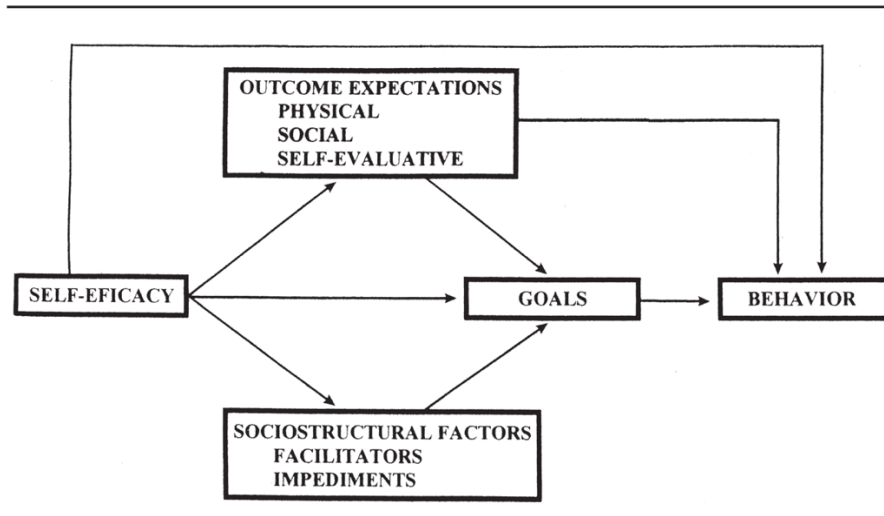 OUTCOME EXPECTATIONS
PHYSICAL
SOCIAL
SELF-EVALUATIVE
SELF-EFICACY
GOALS
BEHAVIOR
SOCIOSTRUCTURAL FACTORS
FACILITATORS
IMPEDIMENTS